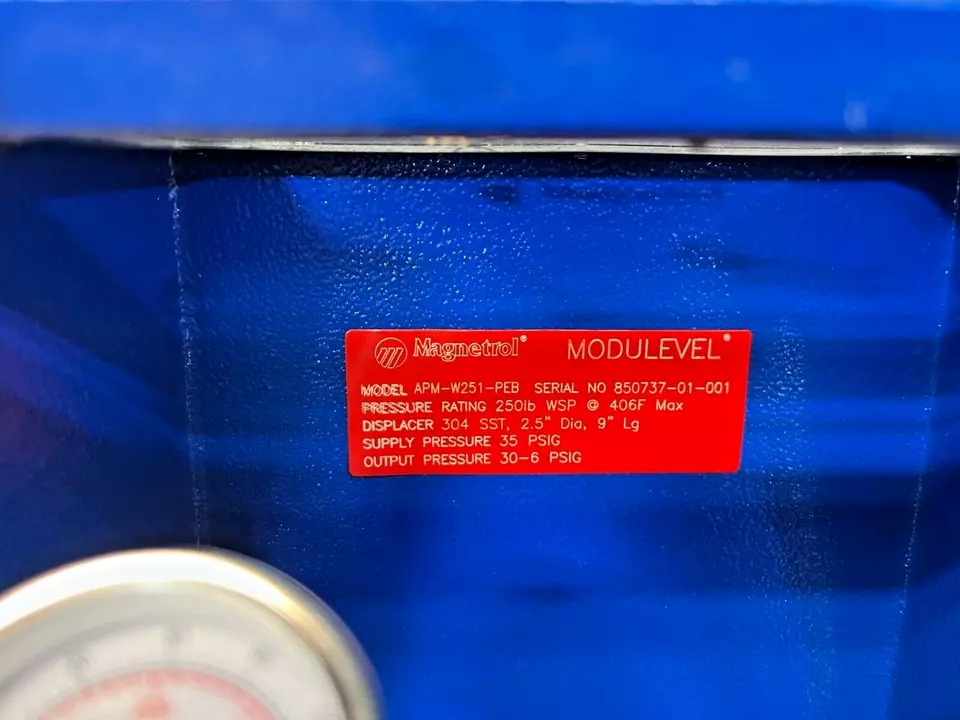 Magnetrol® MODULEVEL®
MODEL APM-W251-PEB SERIAL NO 850737-01-001
PRESSURE RATING 250lb WSP @ 406F Max
DISPLACER 304 SST, 2.5" Dia, 9" Lg
SUPPLY PRESSURE 35 PSIG
OUTPUT PRESSURE 30-6 PSIG